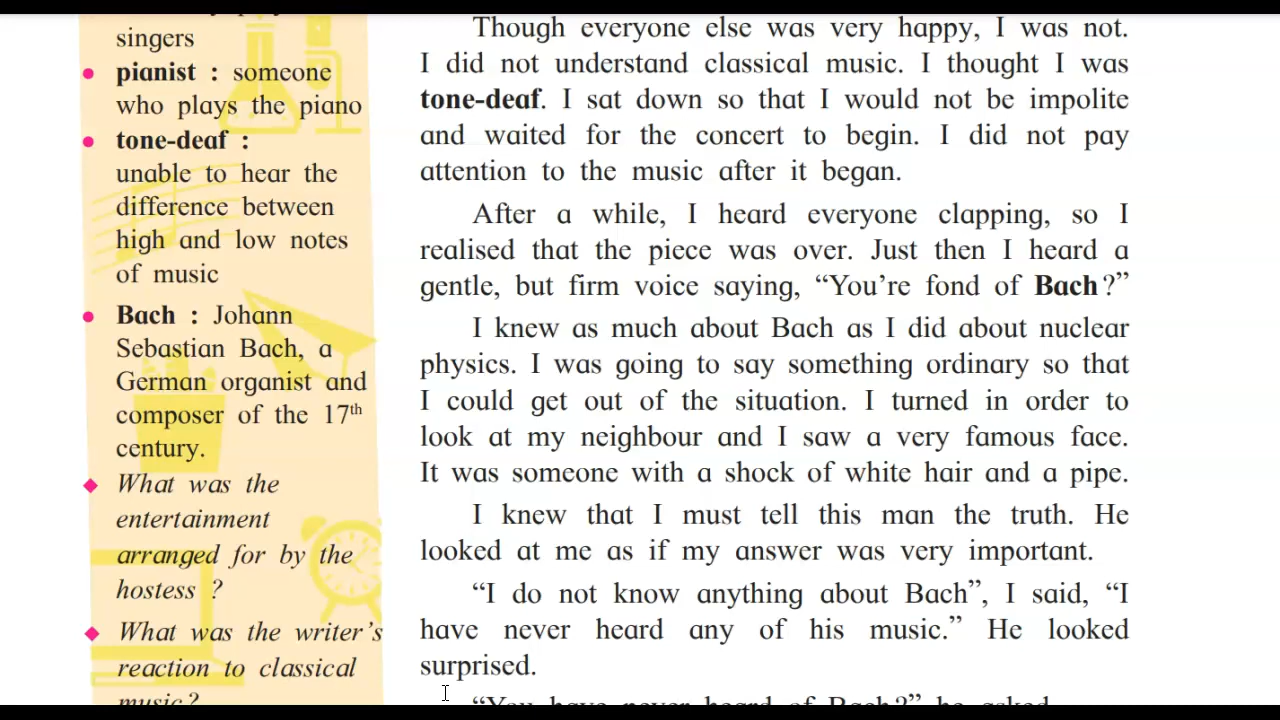 singers
• pianist : someone
who plays the piano
• tone-deaf :
unable to hear the
difference between
high and low notes
of music
• Bach : Johann
Sebastian Bach, a
German organist and
composer of the 17th
century.
◆ What was the
entertainment
arranged for by the
hostess ?
◆ What was the writer's
reaction to classical
music?
Though everyone else was very happy, I was not.
I did not understand classical music. I thought I was
tone-deaf. I sat down so that I would not be impolite
and waited for the concert to begin. I did not pay
attention to the music after it began.
After a while, I heard everyone clapping, so I
realised that the piece was over. Just then I heard a
gentle, but firm voice saying, “You’re fond of Bach?”
I knew as much about Bach as I did about nuclear
physics. I was going to say something ordinary so that
I could get out of the situation. I turned in order to
look at my neighbour and I saw a very famous face.
It was someone with a shock of white hair and a pipe.
I knew that I must tell this man the truth. He
looked at me as if my answer was very important.
“I do not know anything about Bach”, I said, “I
have never heard any of his music.” He looked
surprised.
“You have never heard of Bach?” he asked